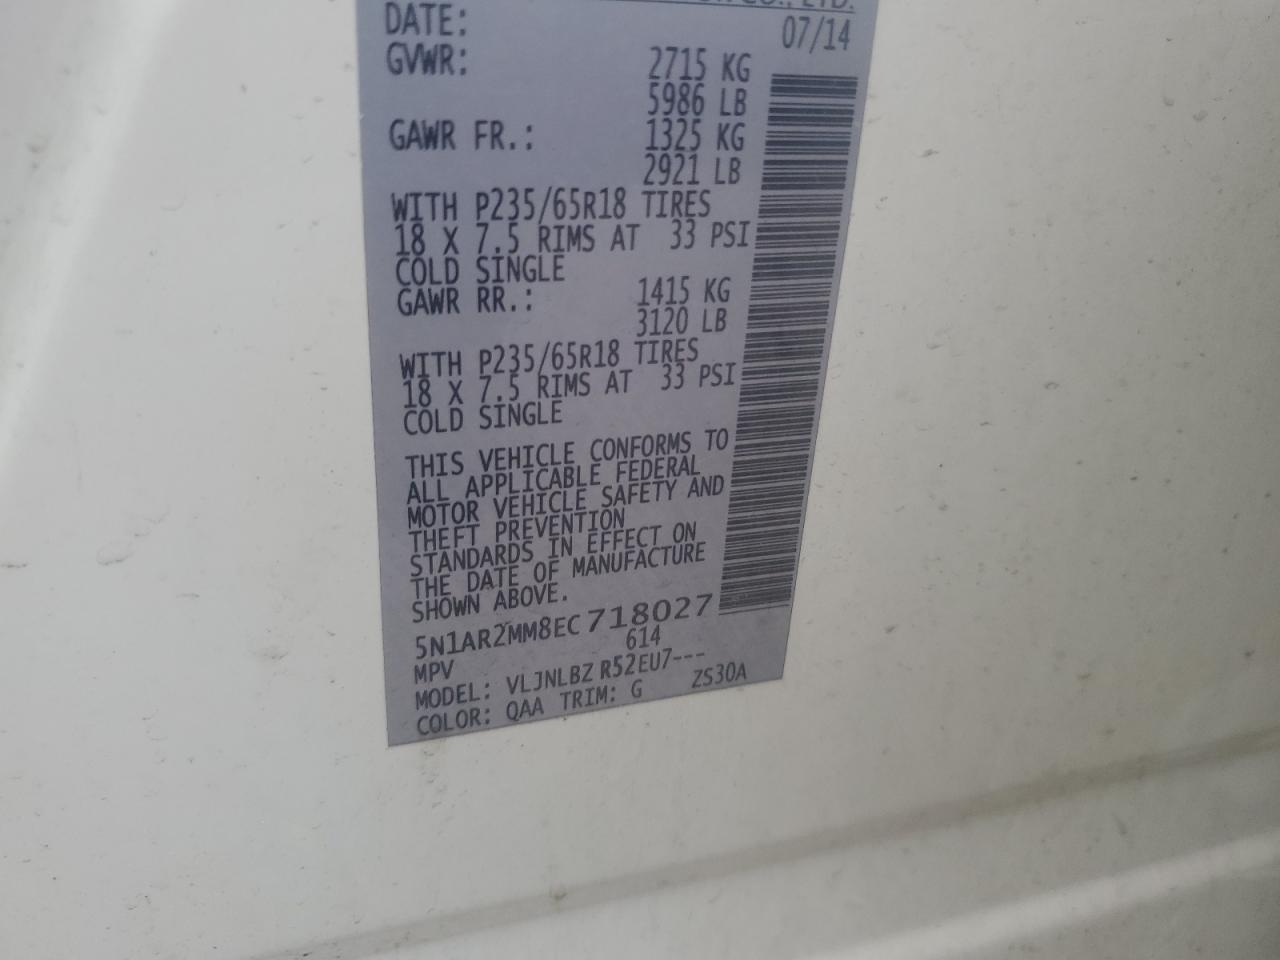 CO., LTD.
DATE: 07/14
GVWR: 2715 KG
5986 LB
GAWR FR.: 1325 KG
2921 LB
WITH P235/65R18 TIRES
18 X 7.5 RIMS AT 33 PSI
COLD SINGLE
GAWR RR.: 1415 KG
3120 LB
WITH P235/65R18 TIRES
18 X 7.5 RIMS AT 33 PSI
COLD SINGLE
THIS VEHICLE CONFORMS TO
ALL APPLICABLE FEDERAL
MOTOR VEHICLE SAFETY AND
THEFT PREVENTION
STANDARDS IN EFFECT ON
THE DATE OF MANUFACTURE
SHOWN ABOVE.
5N1AR2MM8EC718027
MPV 614
MODEL: VLJNLBZ R52EU7---
COLOR: QAA TRIM: G ZS30A